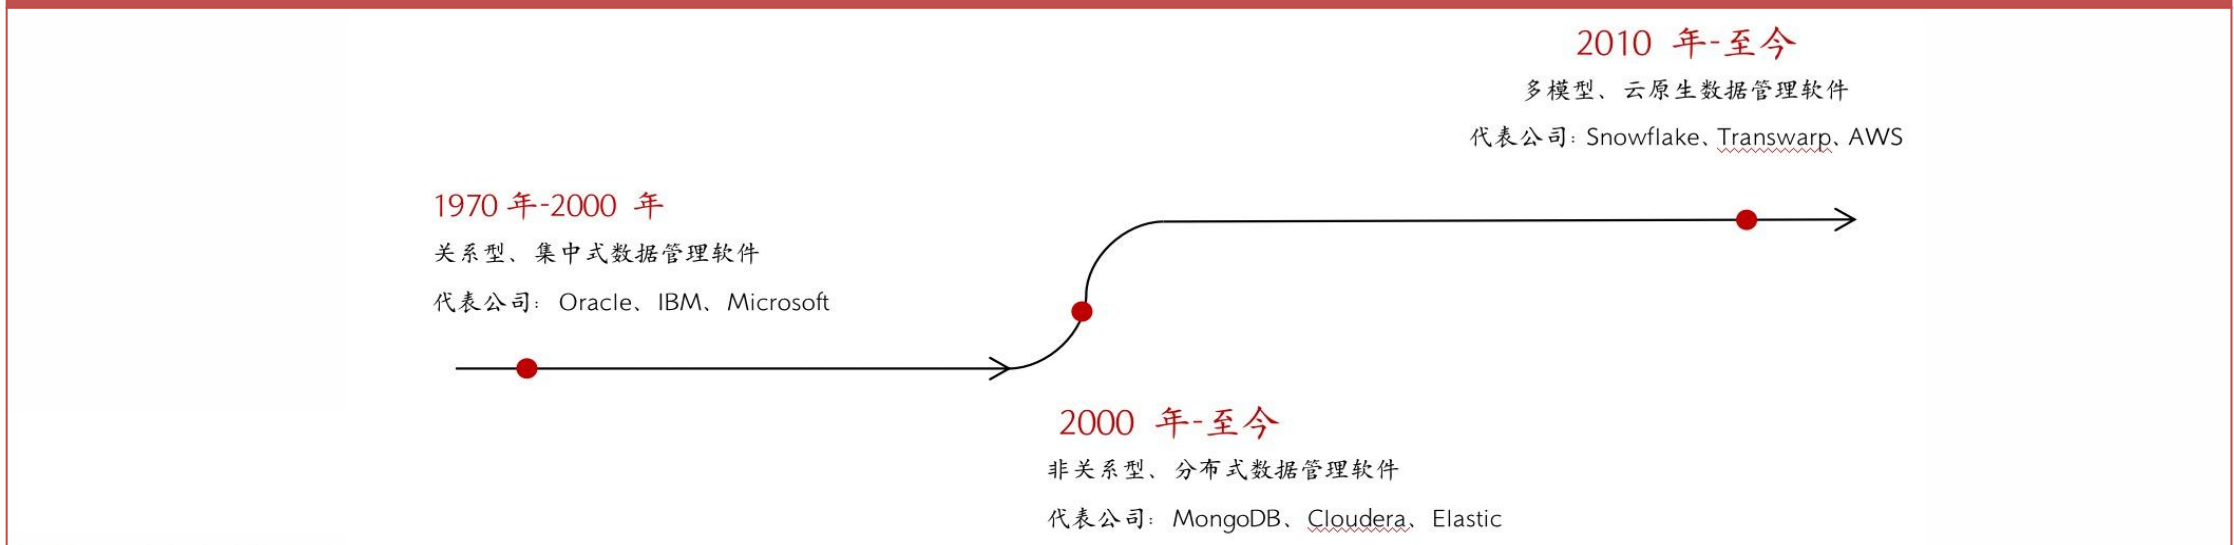 2010 年-至今
多模型、云原生数据管理软件
代表公司：Snowflake、Transwarp、AWS
1970 年-2000 年
关系型、集中式数据管理软件
代表公司： Oracle、IBM、Microsoft
2000 年-至今
非关系型、分布式数据管理软件
代表公司： MongoDB、Cloudera、Elastic